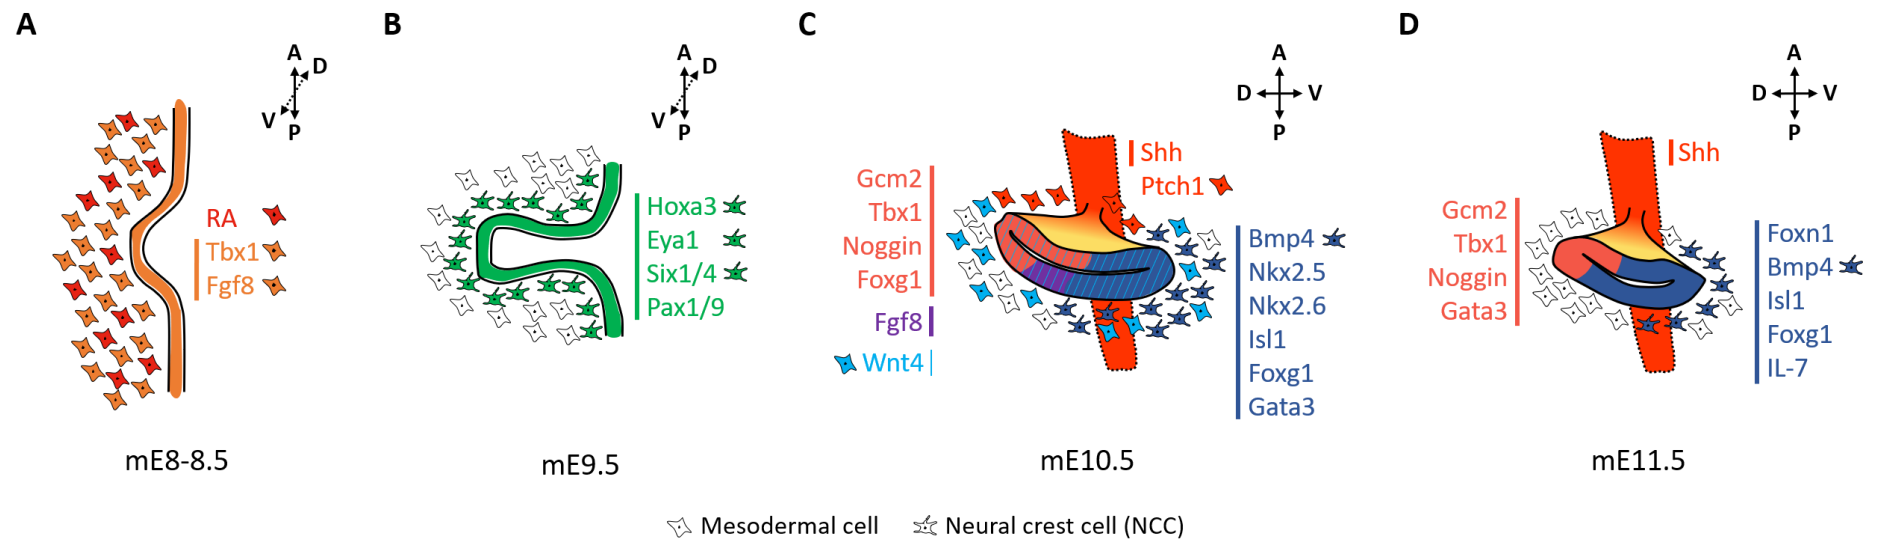 A
B
C
D
A
D
V
P
A
D
V
P
A
D
V
P
A
D
V
P
RA
Tbx1
Fgf8
Hoxa3
Eya1
Six1/4
Pax1/9
Gcm2
Tbx1
Noggin
Foxg1
Fgf8
Wnt4
Shh
Ptch1
Bmp4
Nkx2.5
Nkx2.6
Isl1
Foxg1
Gata3
Gcm2
Tbx1
Noggin
Gata3
Shh
Foxn1
Bmp4
Isl1
Foxg1
IL-7
mE8-8.5
mE9.5
mE10.5
mE11.5
Mesodermal cell
Neural crest cell (NCC)